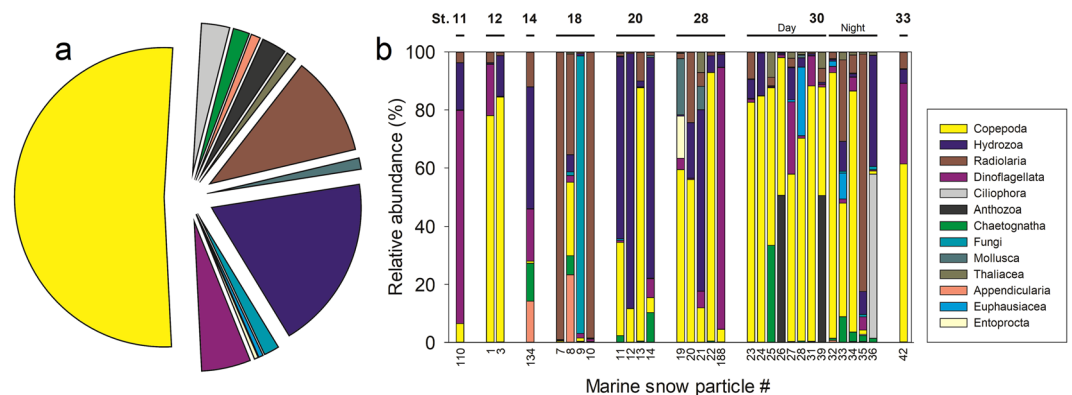 St. 11 12 14 18 20 28 30 33
Day Night
a
b
100
80
60
40
20
0
Relative abundance (%)
110 1 3 134 7 8 9 10 11 12 13 14 19 20 21 22 188 23 24 25 26 27 28 31 39 32 33 34 35 36 42
Marine snow particle #
Copepoda
Hydrozoa
Radiolaria
Dinoflagellata
Ciliophora
Anthozoa
Chaetognatha
Fungi
Mollusca
Thaliacea
Appendicularia
Euphausiacea
Entoprocta